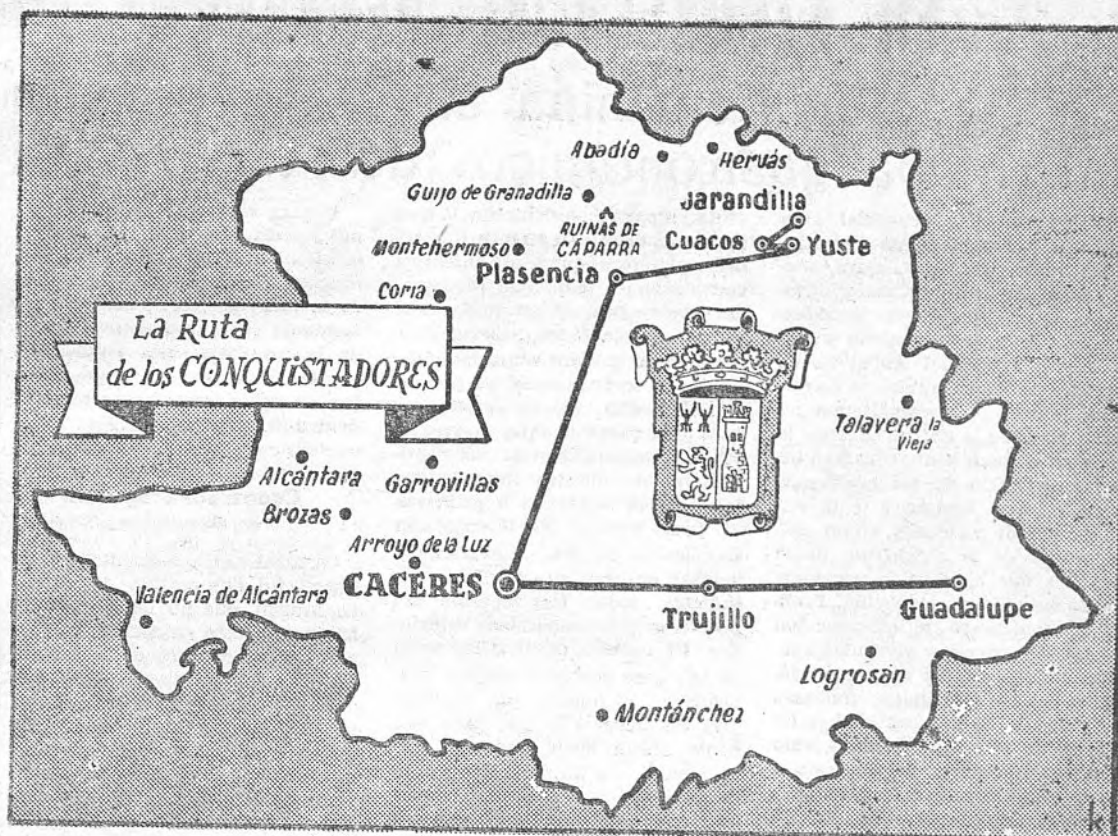 Abadía
Hervás
Guijo de Granadilla
Jarandilla
RUINAS DE
CÁPARRA
Montehermoso
Cuacos
Yuste
Plasencia
Coria
La Ruta
de los CONQUISTADORES
Talavera la
Vieja
Alcántara
Garrovillas
Brozas
Arroyo de la Luz
CACERES
Valencia de Alcántara
Trujillo
Guadalupe
Logrosán
Montánchez
k